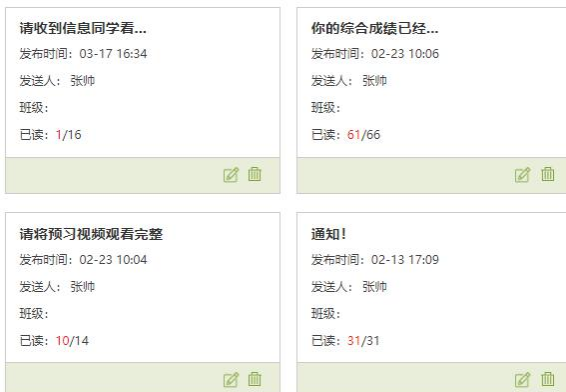 请收到信息同学看...
发布时间：03-17 16:34
发送人： 张帅
班级：
已读：1/16
你的综合成绩已经...
发布时间：02-23 10:06
发送人： 张帅
班级：
已读：61/66
请将预习视频观看完整
发布时间：02-23 10:04
发送人： 张帅
班级：
已读：10/14
通知！
发布时间：02-13 17:09
发送人： 张帅
班级：
已读：31/31